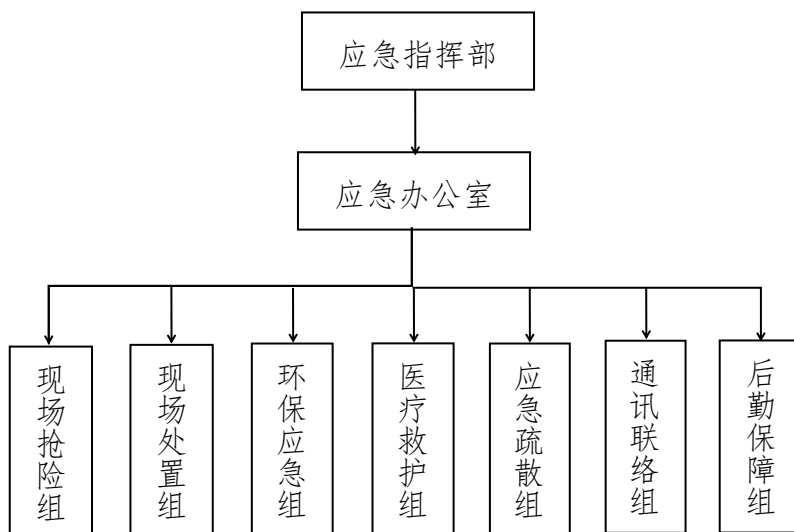 应急指挥部
应急办公室
现场抢险组
现场处置组
环保应急组
医疗救护组
应急疏散组
通讯联络组
后勤保障组